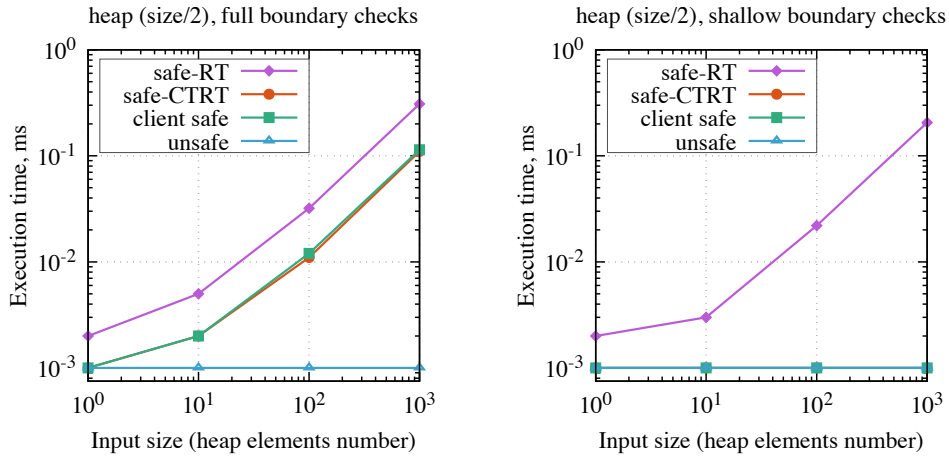 heap (size/2), full boundary checks
10^0
10^-1
10^-2
10^-3
Execution time, ms
safe-RT
safe-CTRT
client safe
unsafe
10^0 10^1 10^2 10^3
Input size (heap elements number)
heap (size/2), shallow boundary checks
10^0
10^-1
10^-2
10^-3
Execution time, ms
safe-RT
safe-CTRT
client safe
unsafe
10^0 10^1 10^2 10^3
Input size (heap elements number)